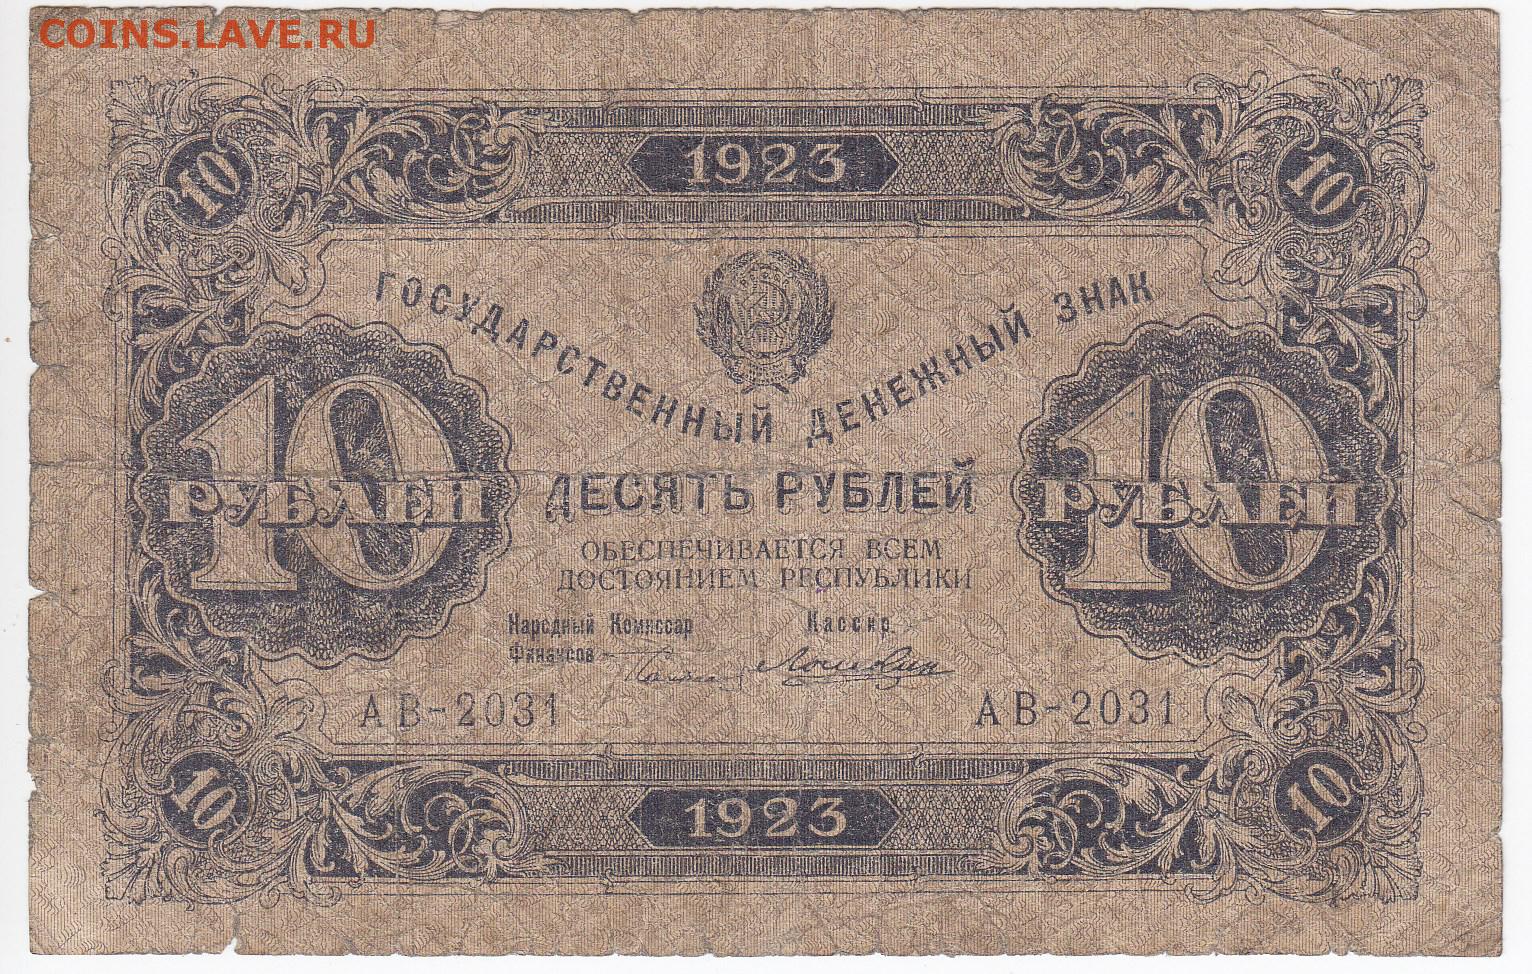 COINS.LAVE.RU
10 1923 10
ГОСУДАРСТВЕННЫЙ ДЕНЕЖНЫЙ ЗНАК
10 10
РУБЛЕЙ ДЕСЯТЬ РУБЛЕЙ РУБЛЕЙ
ОБЕСПЕЧИВАЕТСЯ ВСЕМ
ДОСТОЯНИЕМ РЕСПУБЛИКИ
Народный Комиссар Кассир.
Финансов
АВ-2031 АВ-2031
10 1923 10